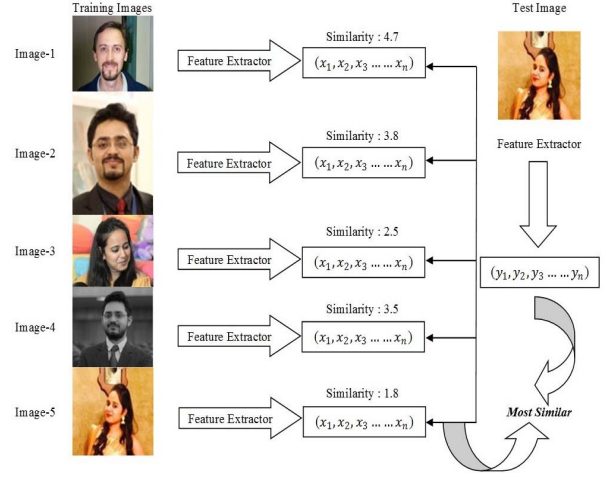 Training Images
Test Image
Image-1
Feature Extractor
Similarity : 4.7
(x₁, x₂, x₃ … … xₙ)
Image-2
Feature Extractor
Similarity : 3.8
(x₁, x₂, x₃ … … xₙ)
Feature Extractor
Image-3
Feature Extractor
Similarity : 2.5
(x₁, x₂, x₃ … … xₙ)
(y₁, y₂, y₃ … … yₙ)
Image-4
Feature Extractor
Similarity : 3.5
(x₁, x₂, x₃ … … xₙ)
Image-5
Feature Extractor
Similarity : 1.8
(x₁, x₂, x₃ … … xₙ)
Most Similar